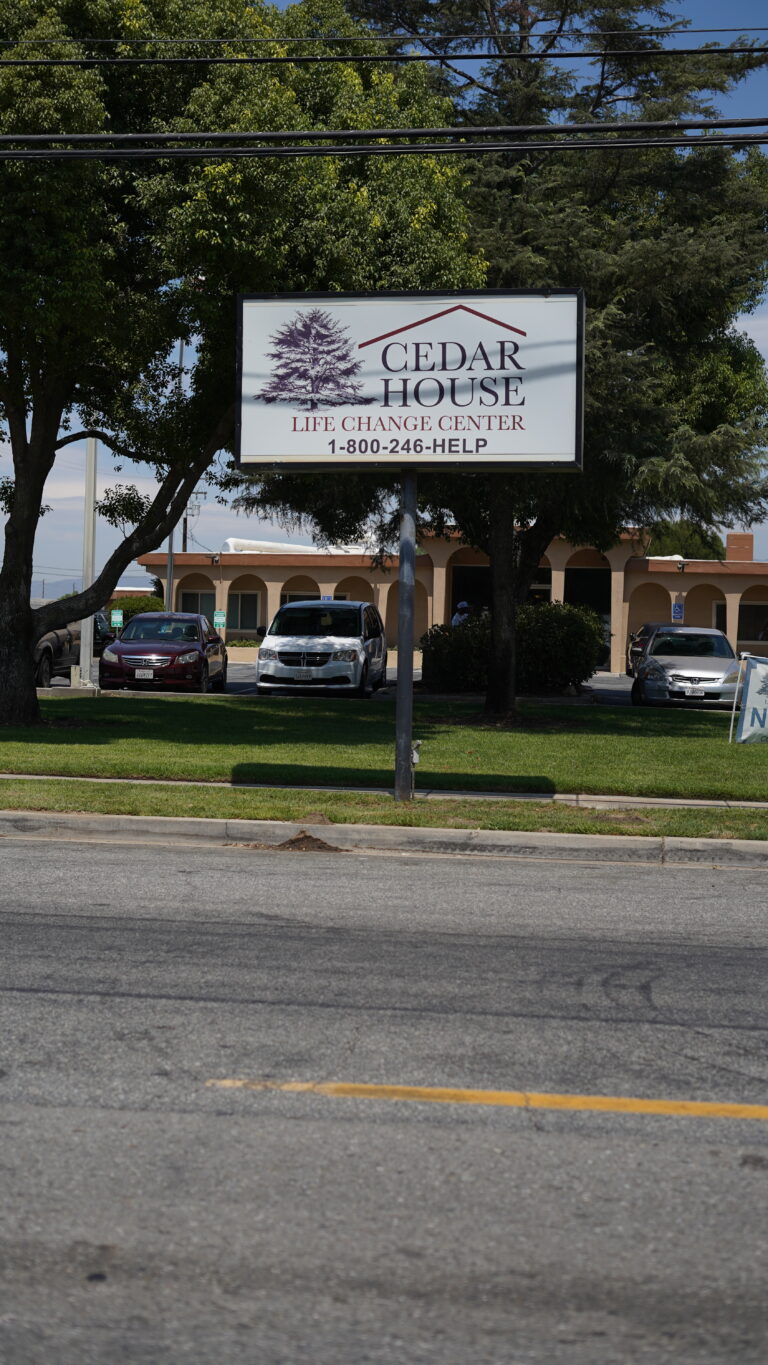 CEDAR
HOUSE
LIFE CHANGE CENTER
1-800-246-HELP
N